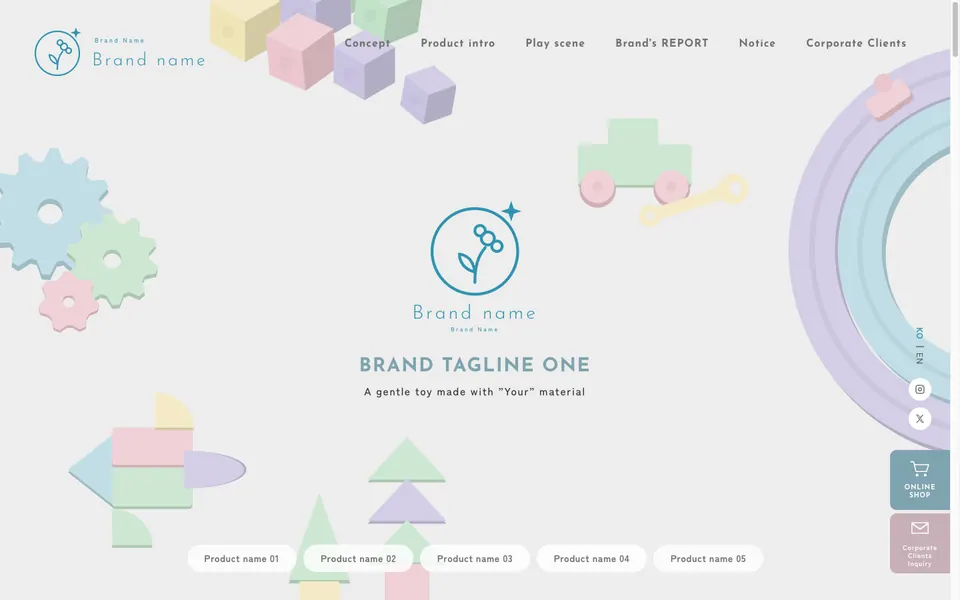 Brand Name
Brand name
Concept
Product intro
Play scene
Brand's REPORT
Notice
Corporate Clients
Brand name
Brand Name
BRAND TAGLINE ONE
A gentle toy made with "Your" material
KO | EN
ONLINE
SHOP
Corporate
Clients
Inquiry
Product name 01
Product name 02
Product name 03
Product name 04
Product name 05